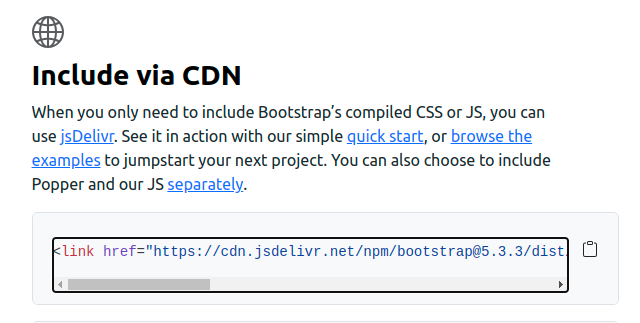 Include via CDN
When you only need to include Bootstrap’s compiled CSS or JS, you can
use jsDelivr. See it in action with our simple quick start, or browse the
examples to jumpstart your next project. You can also choose to include
Popper and our JS separately.
<link href="https://cdn.jsdelivr.net/npm/bootstrap@5.3.3/dist